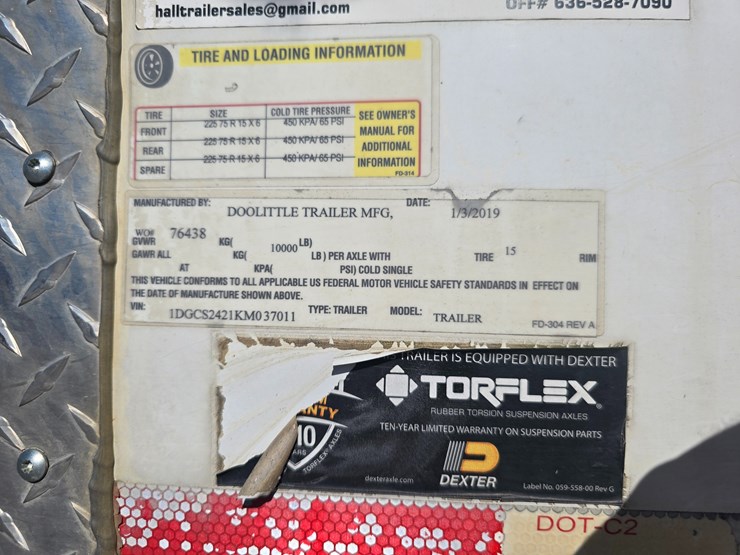 halltrailersales@gmail.com OFF# 636-528-7090
TIRE AND LOADING INFORMATION
TIRE SIZE COLD TIRE PRESSURE SEE OWNER'S
FRONT 225 75 R 15 X 6 450 KPA/ 65 PSI MANUAL FOR
REAR 225 75 R 15 X 6 450 KPA/ 65 PSI ADDITIONAL
SPARE 225 75 R 15 X 6 450 KPA/ 65 PSI INFORMATION
FD-314
MANUFACTURED BY: DOOLITTLE TRAILER MFG, DATE: 1/3/2019
WO# 76438
GVWR KG( 10000 LB)
GAWR ALL KG( LB) PER AXLE WITH TIRE 15 RIM
AT KPA( PSI) COLD SINGLE
THIS VEHICLE CONFORMS TO ALL APPLICABLE US FEDERAL MOTOR VEHICLE SAFETY STANDARDS IN EFFECT ON
THE DATE OF MANUFACTURE SHOWN ABOVE.
VIN: 1DGCS2421KM037011 TYPE: TRAILER MODEL: TRAILER FD-304 REV A
TRAILER IS EQUIPPED WITH DEXTER
TORFLEX
RUBBER TORSION SUSPENSION AXLES
TEN-YEAR LIMITED WARRANTY ON SUSPENSION PARTS
NTY
10
ARS
TORFLEX AXLES
DEXTER
dexteraxle.com Label No. 059-558-00 Rev G
DOT-C2